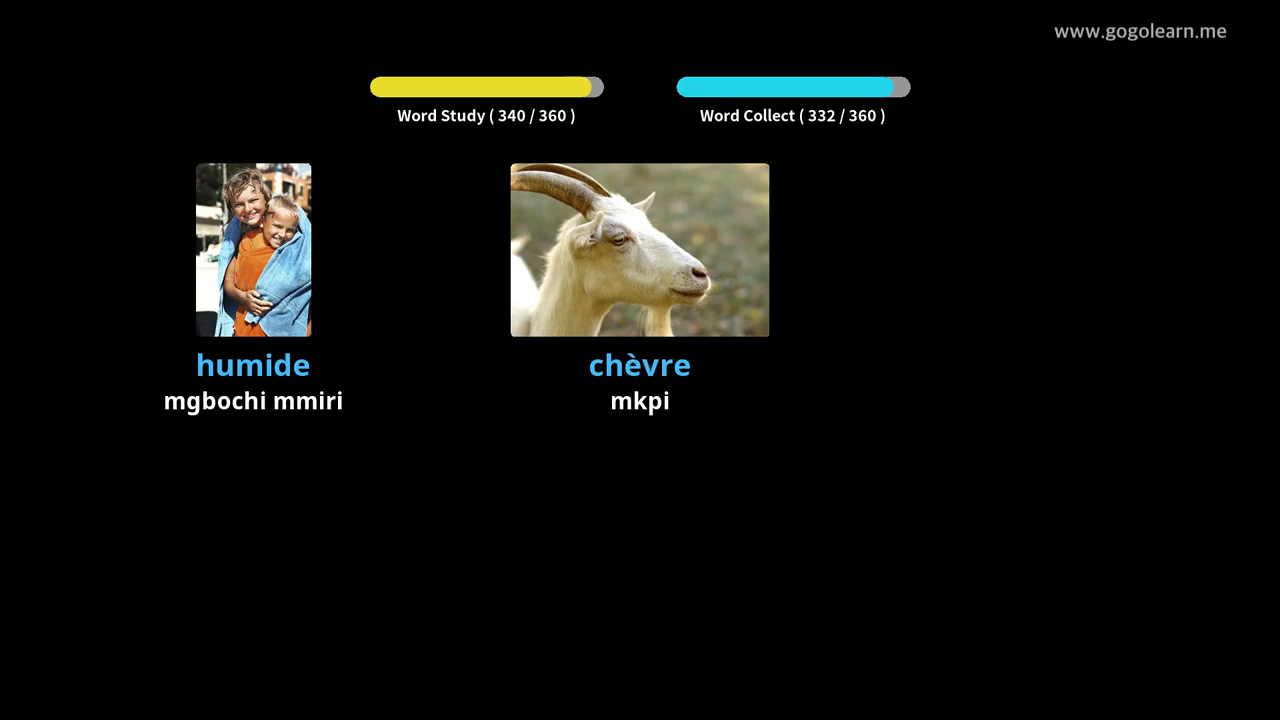 www.gogolearn.me
Word Study ( 340 / 360 )
Word Collect ( 332 / 360 )
humide
mgbochi mmiri
chèvre
mkpi